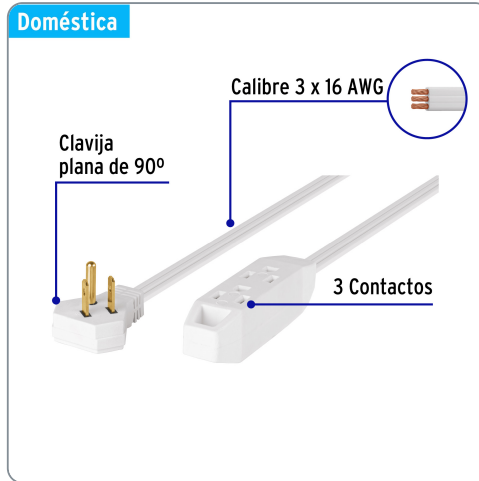 Doméstica
Calibre 3 x 16 AWG
Clavija
plana de 90º
3 Contactos